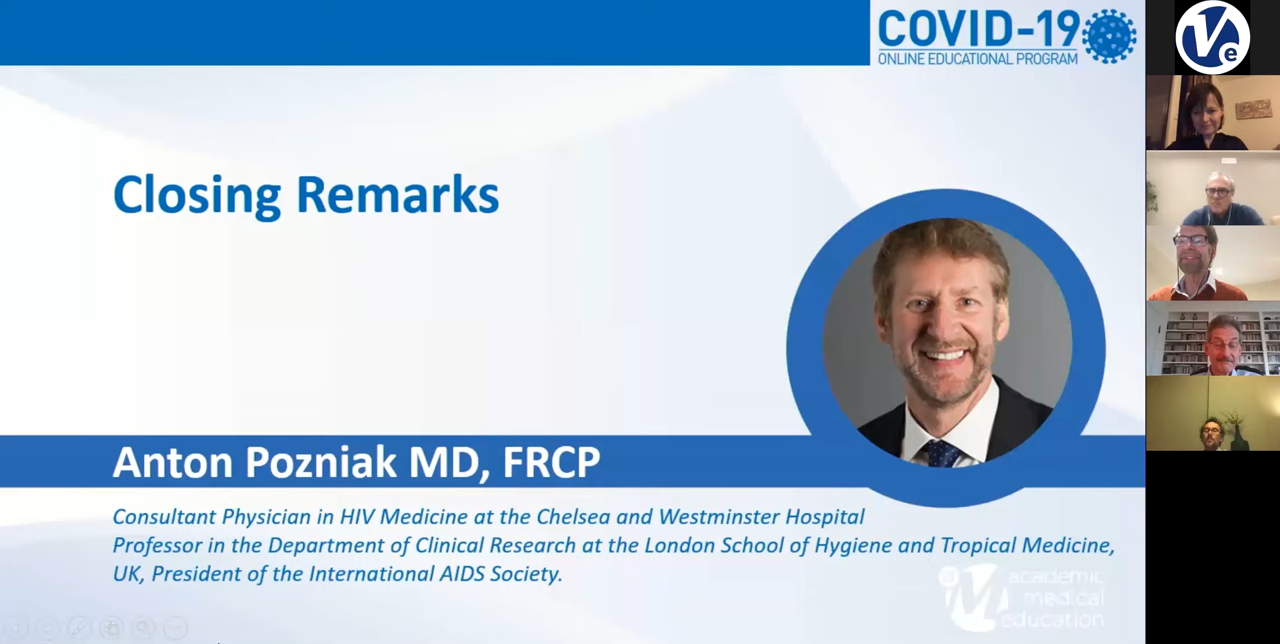 COVID-19
ONLINE EDUCATIONAL PROGRAM
Ve
Closing Remarks
Anton Pozniak MD, FRCP
Consultant Physician in HIV Medicine at the Chelsea and Westminster Hospital
Professor in the Department of Clinical Research at the London School of Hygiene and Tropical Medicine,
UK, President of the International AIDS Society.
academic
medical
education